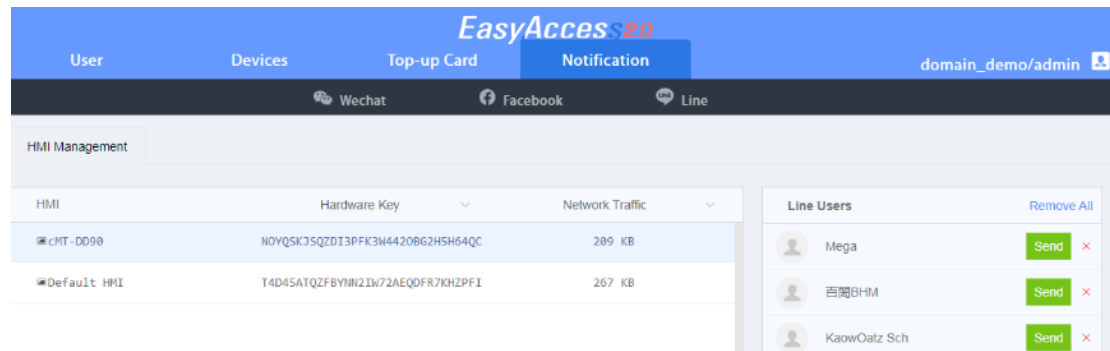 EasyAccess2.0
User Devices Top-up Card Notification domain_demo/admin
Wechat Facebook LINE Line
HMI Management
HMI Hardware Key Network Traffic
cMT-DD90 NOYQSKJSQZDI3PFK3W442OBG2H5H64QC 209 KB
Default HMI T4D45ATQZFBYNN2IW72AEQDFR7KHZPFI 267 KB
Line Users Remove All
Mega Send ×
百閎BHM Send ×
KaowOatz Sch Send ×